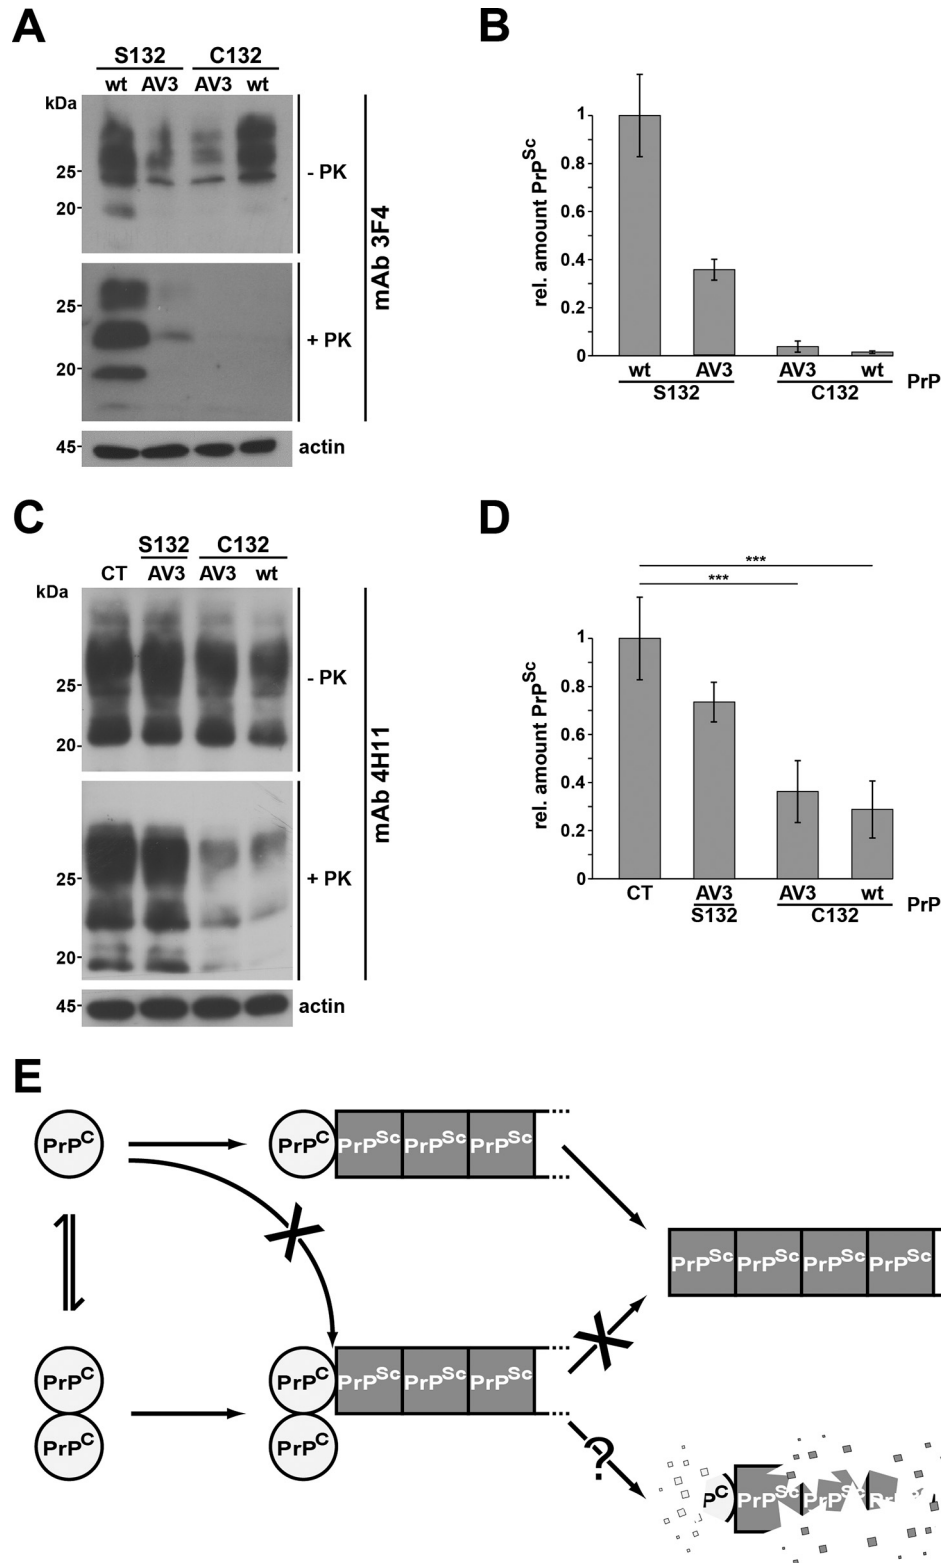 A
S132 C132
wt AV3 AV3 wt
kDa
25-
20-
- PK
25-
20-
+ PK
mAb 3F4
45-
actin
B
rel. amount PrPSc
1
0.8
0.6
0.4
0.2
0
wt AV3 AV3 wt
S132 C132
PrP
C
S132 C132
CT AV3 AV3 wt
kDa
25-
20-
- PK
25-
20-
+ PK
mAb 4H11
45-
actin
D
***
***
rel. amount PrPSc
1
0.8
0.6
0.4
0.2
0
CT AV3 AV3 wt
S132 C132
PrP
E
PrPC PrPC PrPSc PrPSc PrPSc
PrPSc PrPSc PrPSc PrPSc
PrPC PrPC PrPSc PrPSc PrPSc
PrPC PrPC
?
PC PrPSc PrPSc